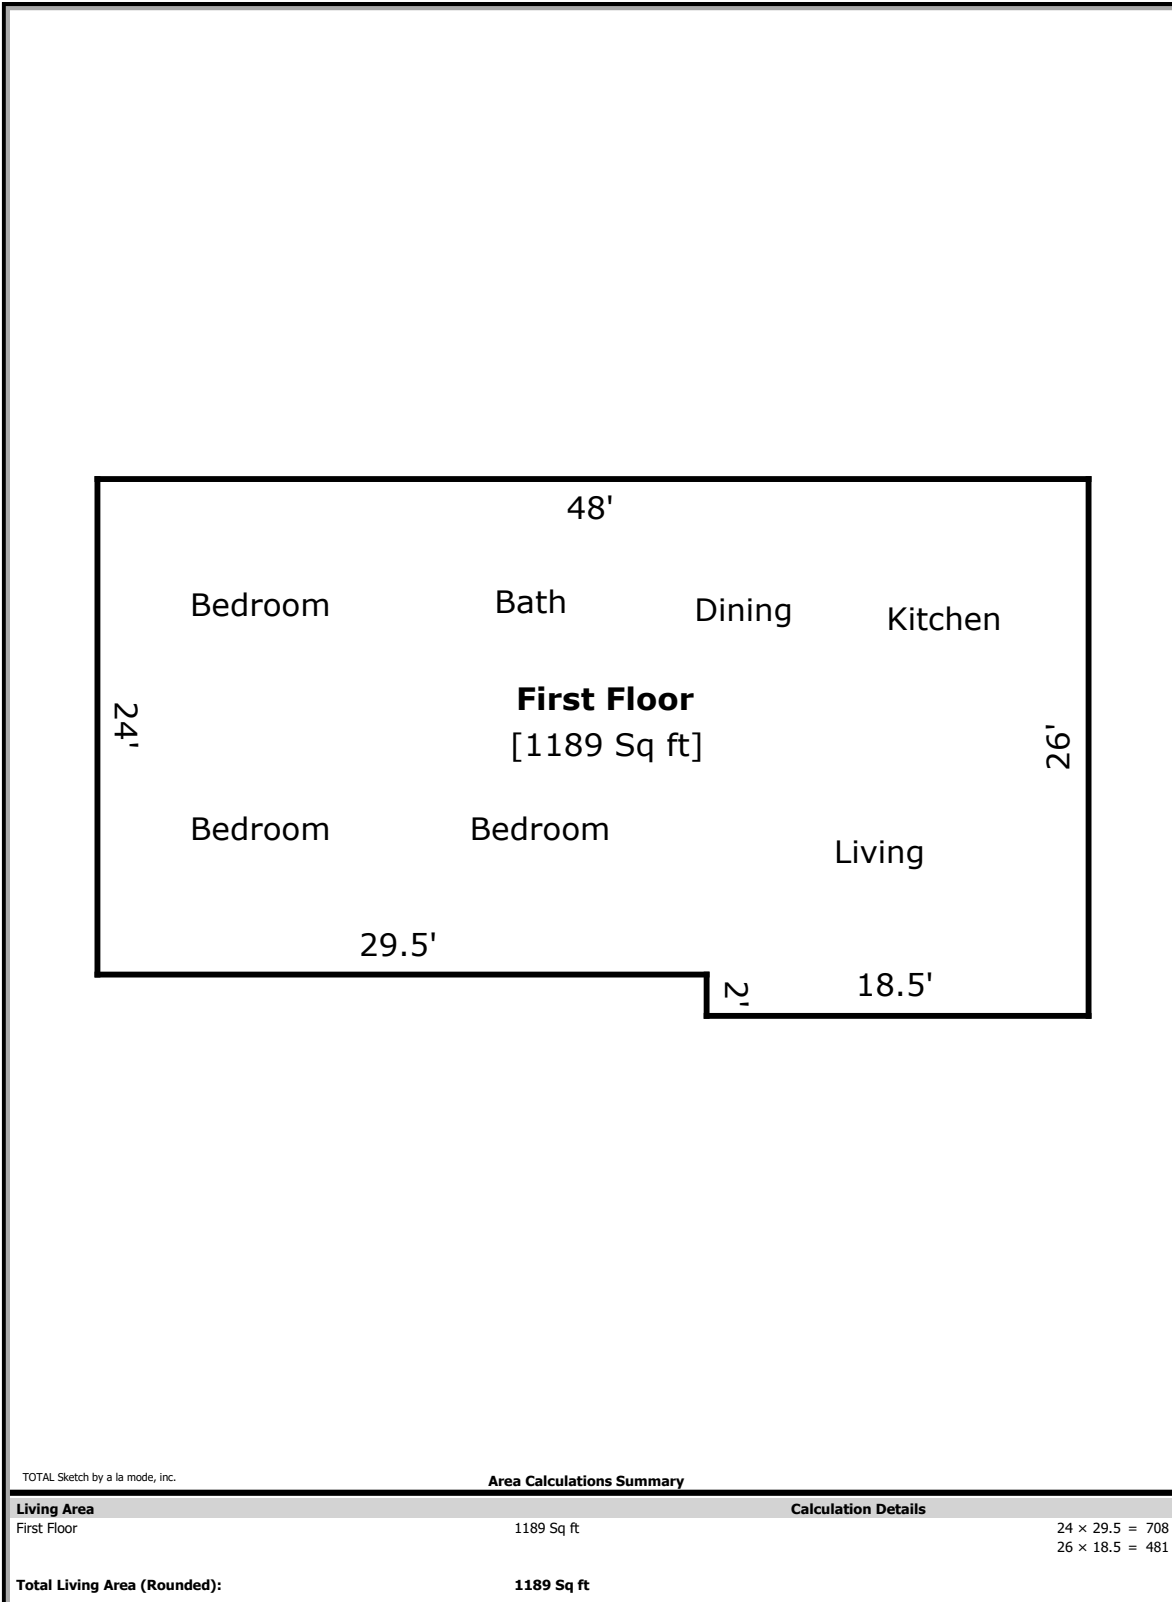 48'
Bedroom
Bath
Dining
Kitchen
First Floor
[1189 Sq ft]
24'
26'
Bedroom
Bedroom
Living
29.5'
2'
18.5'
TOTAL Sketch by a la mode, inc.
Area Calculations Summary
Living Area Calculation Details
First Floor 1189 Sq ft 24 × 29.5 = 708
26 × 18.5 = 481
Total Living Area (Rounded): 1189 Sq ft